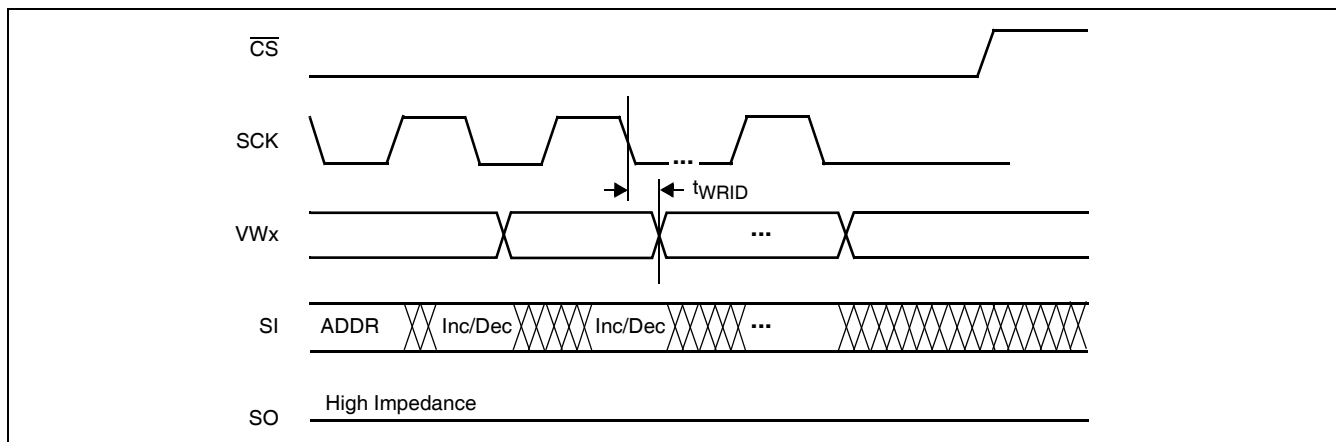 CS
SCK
...
tWRID
VWx
...
SI ADDR Inc/Dec Inc/Dec ...
High Impedance
SO